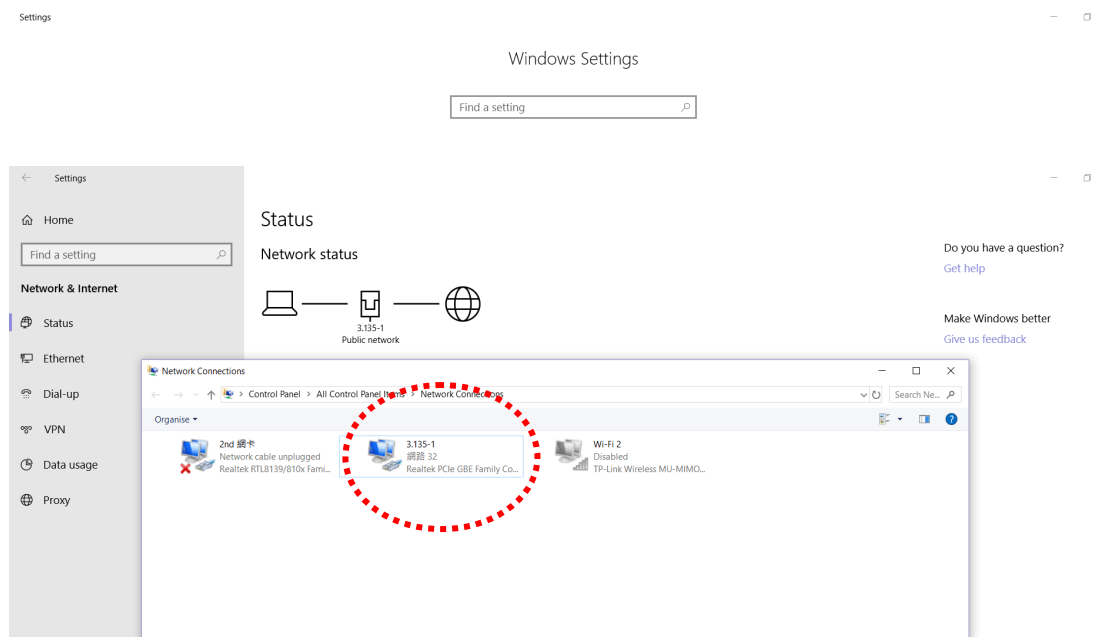 Settings
Windows Settings
Find a setting
Settings
Home
Find a setting
Network & Internet
Status
Ethernet
Dial-up
VPN
Data usage
Proxy
Status
Network status
3.135-1
Public network
Do you have a question?
Get help
Make Windows better
Give us feedback
Network Connections
Control Panel > All Control Panel Items > Network Connections
Search Ne...
Organise
2nd 網卡
Network cable unplugged
Realtek RTL8139/810x Fami...
3.135-1
網路 32
Realtek PCIe GBE Family Co...
Wi-Fi 2
Disabled
TP-Link Wireless MU-MIMO...